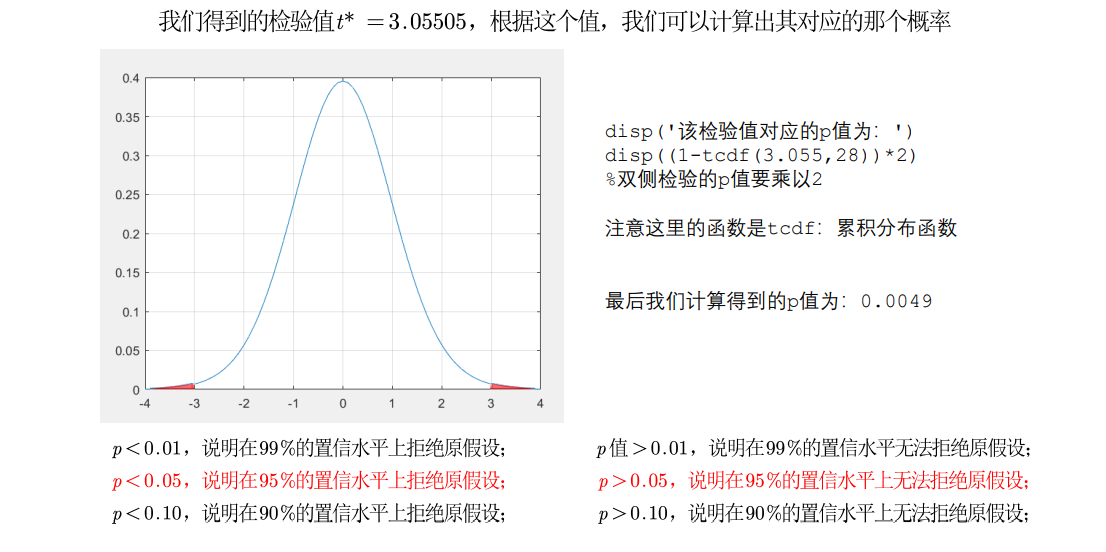 我们得到的检验值t* =3.05505，根据这个值，我们可以计算出其对应的那个概率
0.4
0.35
0.3
0.25
0.2
0.15
0.1
0.05
0
-4
-3
-2
-1
0
1
2
3
4
disp('该检验值对应的p值为：')
disp((1-tcdf(3.055,28))*2)
%双侧检验的p值要乘以2
注意这里的函数是tcdf：累积分布函数
最后我们计算得到的p值为：0.0049
p<0.01，说明在99%的置信水平上拒绝原假设；
p<0.05，说明在95%的置信水平上拒绝原假设；
p<0.10，说明在90%的置信水平上拒绝原假设；
p值>0.01，说明在99%的置信水平无法拒绝原假设；
p>0.05，说明在95%的置信水平上无法拒绝原假设；
p>0.10，说明在90%的置信水平上无法拒绝原假设；